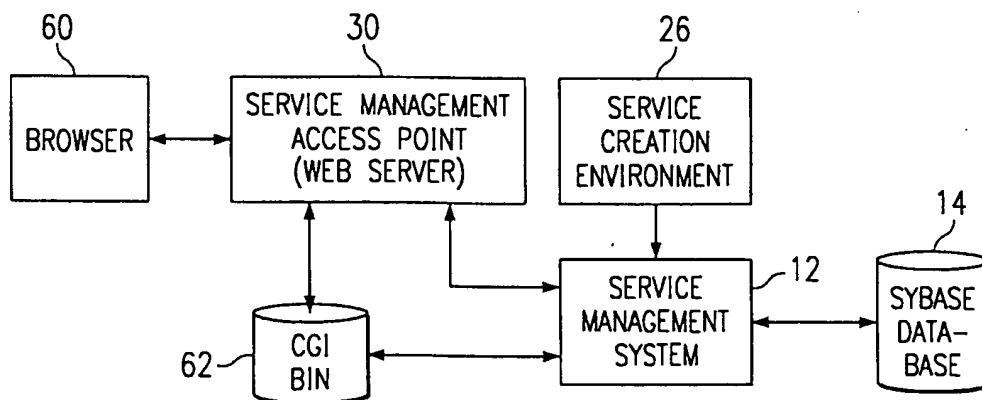 60
30
26
BROWSER
SERVICE MANAGEMENT
ACCESS POINT
(WEB SERVER)
SERVICE
CREATION
ENVIRONMENT
14
12
SERVICE
MANAGEMENT
SYSTEM
SYBASE
DATA-
BASE
62
CGI
BIN